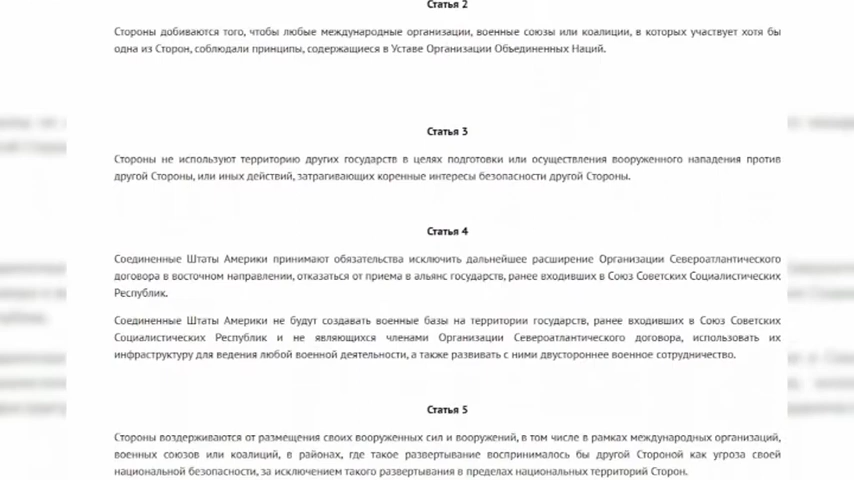 Статья 2
Стороны добиваются того, чтобы любые международные организации, военные союзы или коалиции, в которых участвует хотя бы
одна из Сторон, соблюдали принципы, содержащиеся в Уставе Организации Объединенных Наций.
Статья 3
Стороны не используют территорию других государств в целях подготовки или осуществления вооруженного нападения против
другой Стороны, или иных действий, затрагивающих коренные интересы безопасности другой Стороны.
Статья 4
Соединенные Штаты Америки принимают обязательства исключить дальнейшее расширение Организации Североатлантического
договора в восточном направлении, отказаться от приема в альянс государств, ранее входивших в Союз Советских Социалистических
Республик.
Соединенные Штаты Америки не будут создавать военные базы на территории государств, ранее входивших в Союз Советских
Социалистических Республик и не являющихся членами Организации Североатлантического договора, использовать их
инфраструктуру для ведения любой военной деятельности, а также развивать с ними двустороннее военное сотрудничество.
Статья 5
Стороны воздерживаются от размещения своих вооруженных сил и вооружений, в том числе в рамках международных организаций,
военных союзов или коалиций, в районах, где такое развертывание воспринималось бы другой Стороной как угроза своей
национальной безопасности, за исключением такого развертывания в пределах национальных территорий Сторон.